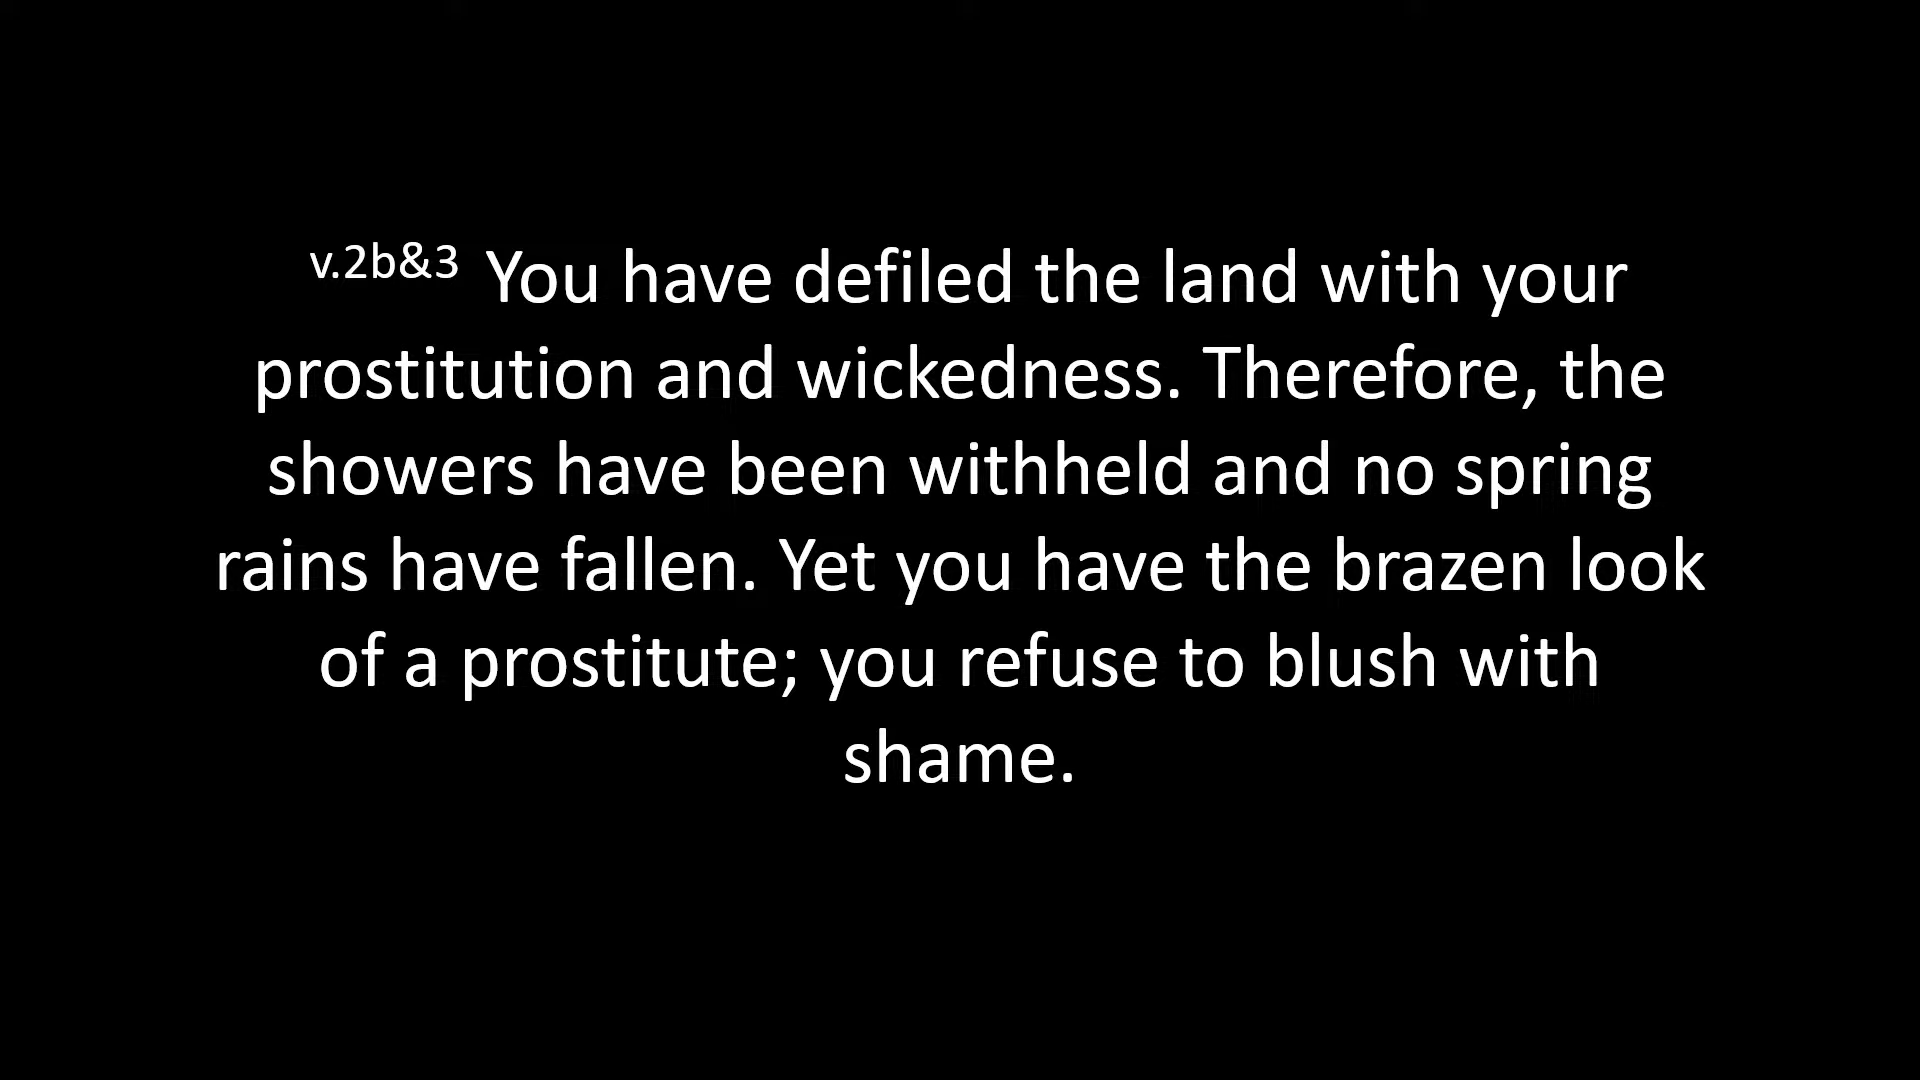 v.2b&3 You have defiled the land with your
prostitution and wickedness. Therefore, the
showers have been withheld and no spring
rains have fallen. Yet you have the brazen look
of a prostitute; you refuse to blush with
shame.